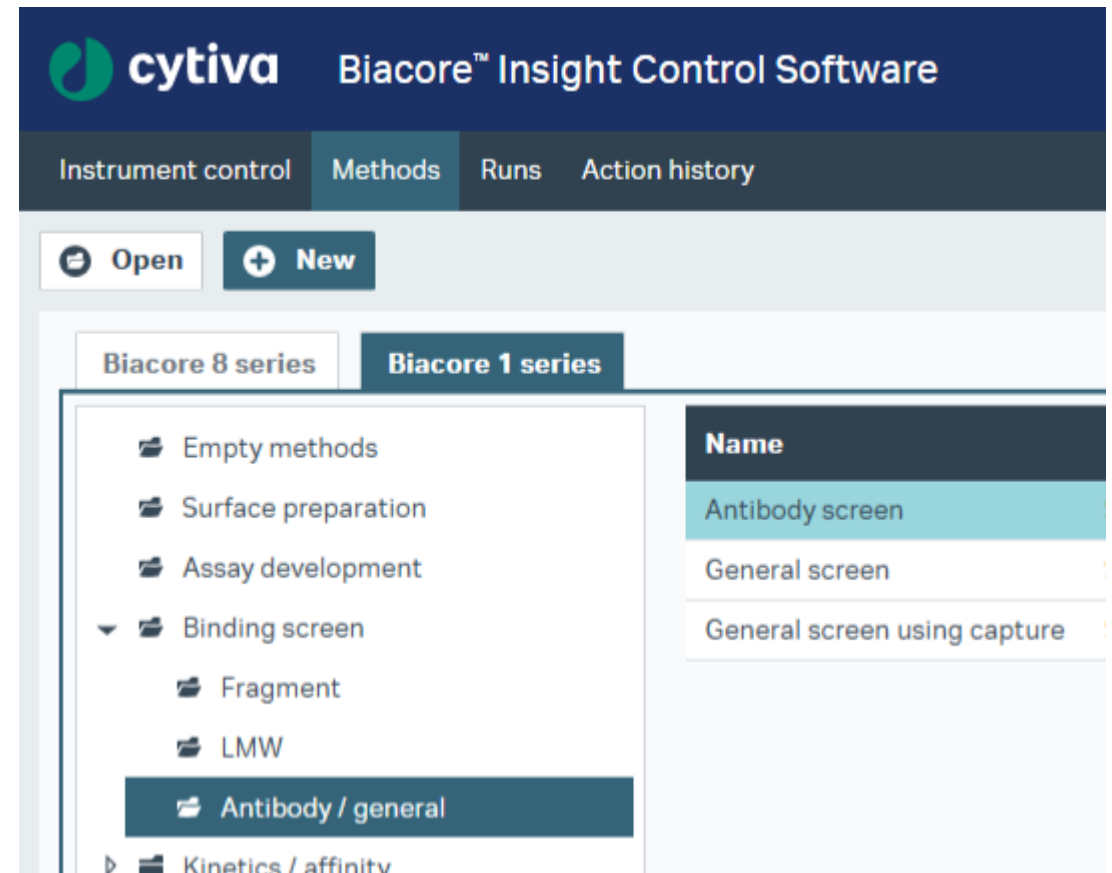 cytiva Biacore™ Insight Control Software
Instrument control Methods Runs Action history
Open New
Biacore 8 series Biacore 1 series
Empty methods
Surface preparation
Assay development
Binding screen
Fragment
LMW
Antibody / general
Kinetics / affinity
Name
Antibody screen
General screen
General screen using capture